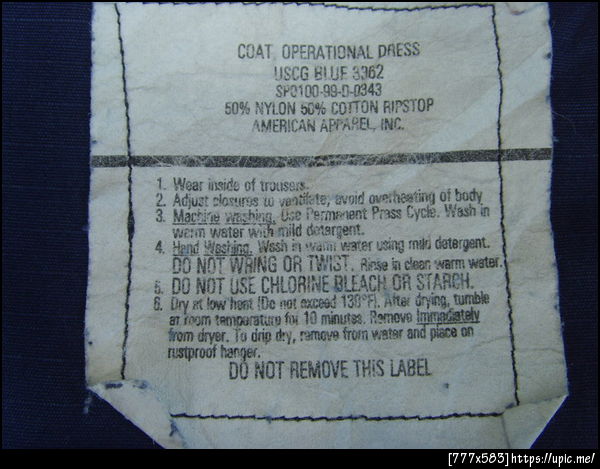 COAT, OPERATIONAL DRESS
USCG BLUE 3362
SPO100-99-D-0343
50% NYLON 50% COTTON RIPSTOP
AMERICAN APPAREL, INC.
1. Wear inside of trousers.
2. Adjust closures to ventilate, avoid overheating of body
3. Machine washing. Use Permanent Press Cycle. Wash in
warm water with mild detergent.
4. Hand Washing. Wash in warm water using mild detergent.
DO NOT WRING OR TWIST. Rinse in clean warm water.
5. DO NOT USE CHLORINE BLEACH OR STARCH.
6. Dry at low heat (Do not exceed 130°F). After drying, tumble
at room temperature for 10 minutes. Remove Immediately
from dryer. To drip dry, remove from water and place on
rustproof hanger.
DO NOT REMOVE THIS LABEL
[777x583]https://upic.me/